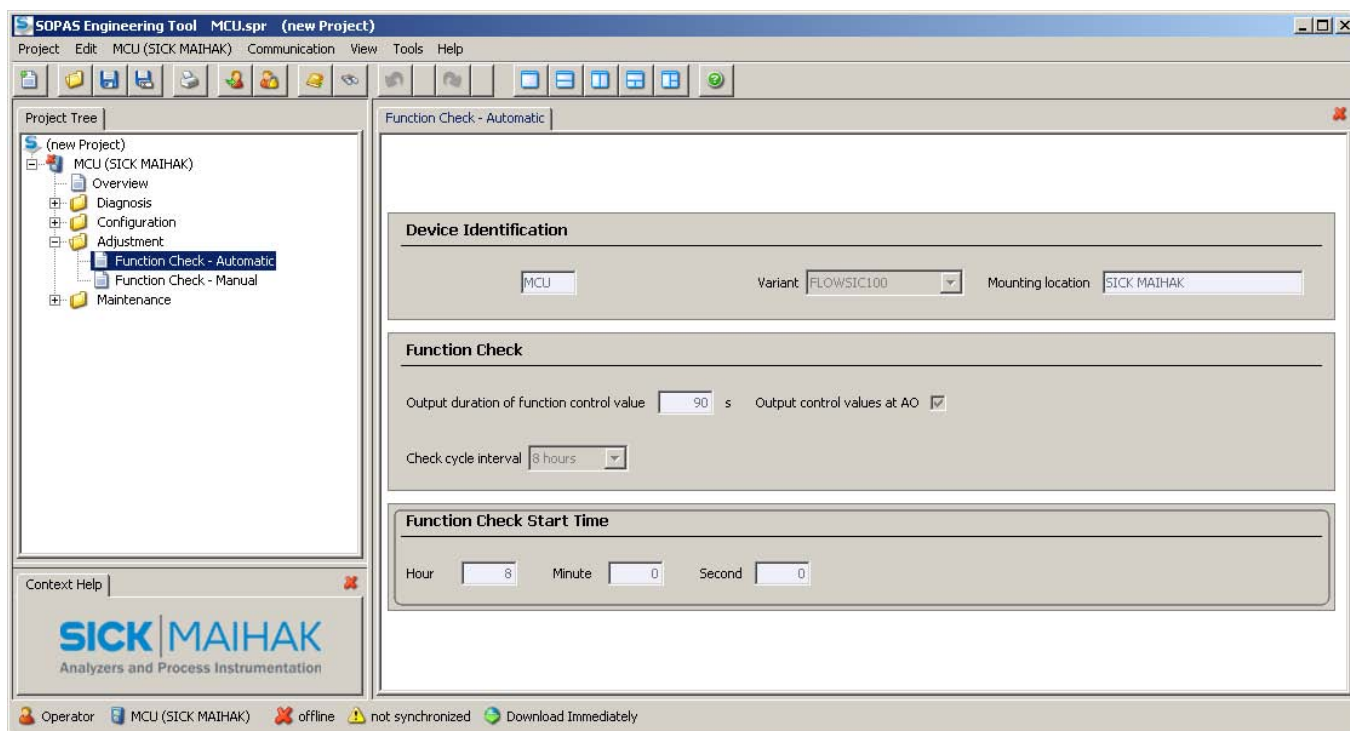 SOPAS Engineering Tool MCU.spr (new Project)
Project Edit MCU (SICK MAIHAK) Communication View Tools Help
Project Tree
(new Project)
MCU (SICK MAIHAK)
Overview
Diagnosis
Configuration
Adjustment
Function Check - Automatic
Function Check - Manual
Maintenance
Context Help
SICK MAIHAK
Analyzers and Process Instrumentation
Function Check - Automatic
Device Identification
MCU Variant FLOWSIC100 Mounting location SICK MAIHAK
Function Check
Output duration of function control value 90 s Output control values at AO
Check cycle interval 8 hours
Function Check Start Time
Hour 8 Minute 0 Second 0
Operator MCU (SICK MAIHAK) offline not synchronized Download Immediately